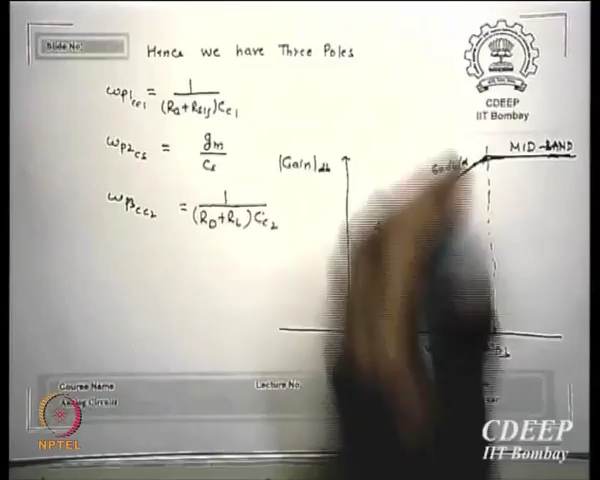 Slide No:
Hence we have Three Poles
CDEEP
IIT Bombay
ωp1cc1 = 1 / (RG + Rsig) Cc1
ωp2cs = gm / Cs
ωp3cc2 = 1 / (RD + RL) Cc2
|Gain|db
MID-BAND
Course Name
Lecture No.
Analog Circuits
NPTEL
CDEEP
IIT Bombay